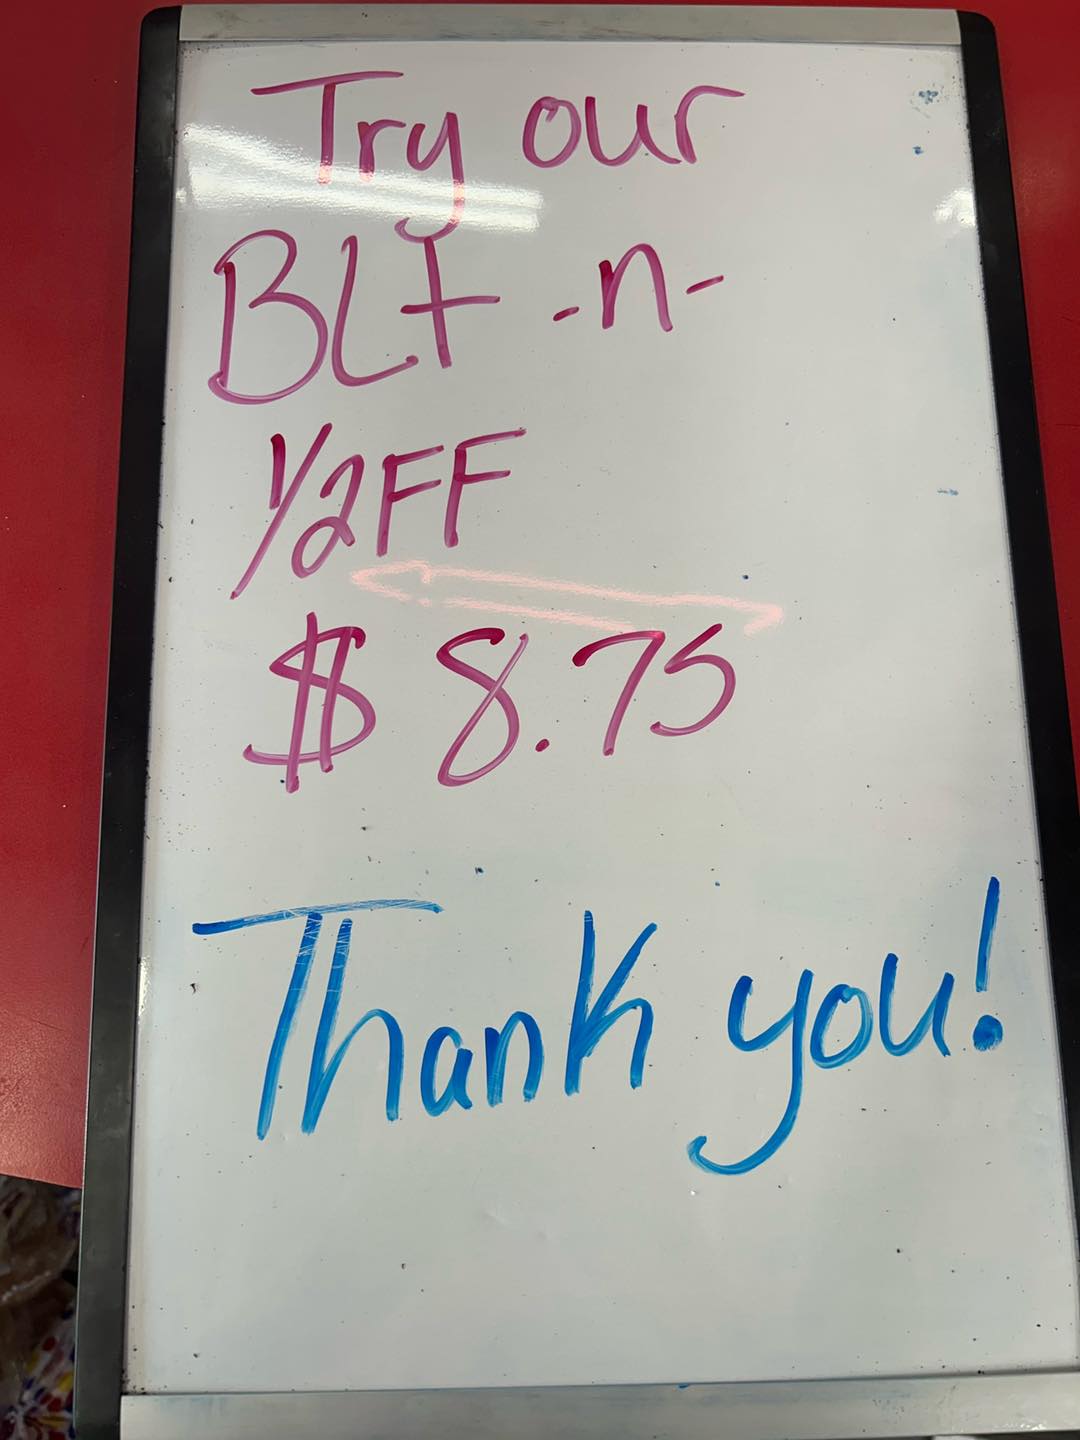 Try our
BLT -n-
1/2FF
$ 8.75
Thank you!